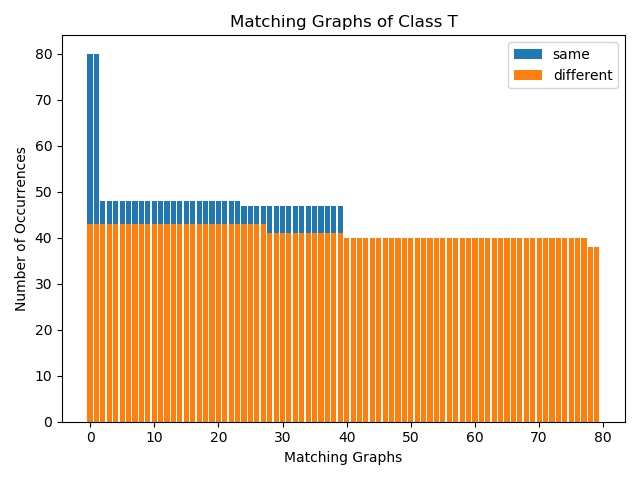 Matching Graphs of Class T
same
different
Number of Occurrences
80
70
60
50
40
30
20
10
0
0 10 20 30 40 50 60 70 80
Matching Graphs